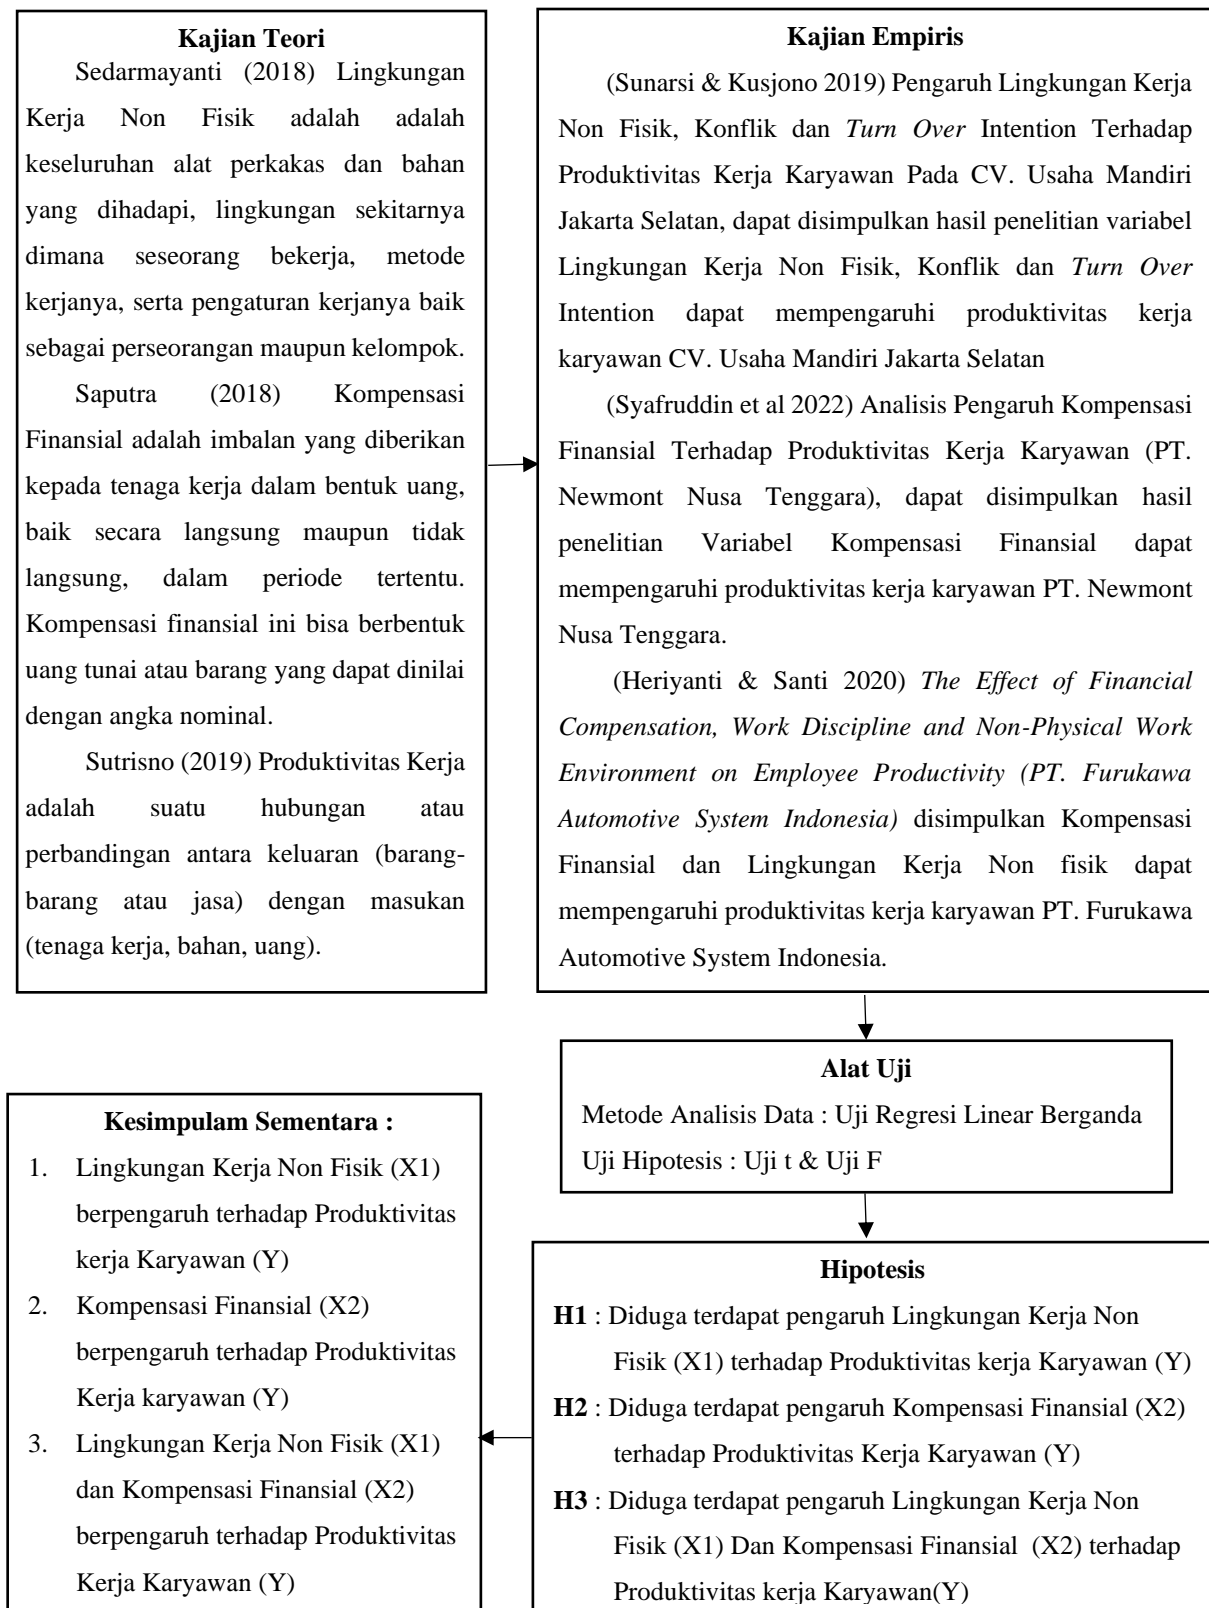 Kajian Teori
Sedarmayanti (2018) Lingkungan
Kerja Non Fisik adalah adalah
keseluruhan alat perkakas dan bahan
yang dihadapi, lingkungan sekitarnya
dimana seseorang bekerja, metode
kerjanya, serta pengaturan kerjanya baik
sebagai perseorangan maupun kelompok.
Saputra (2018) Kompensasi
Finansial adalah imbalan yang diberikan
kepada tenaga kerja dalam bentuk uang,
baik secara langsung maupun tidak
langsung, dalam periode tertentu.
Kompensasi finansial ini bisa berbentuk
uang tunai atau barang yang dapat dinilai
dengan angka nominal.
Sutrisno (2019) Produktivitas Kerja
adalah suatu hubungan atau
perbandingan antara keluaran (barang-
barang atau jasa) dengan masukan
(tenaga kerja, bahan, uang).
Kajian Empiris
(Sunarsi & Kusjono 2019) Pengaruh Lingkungan Kerja
Non Fisik, Konflik dan Turn Over Intention Terhadap
Produktivitas Kerja Karyawan Pada CV. Usaha Mandiri
Jakarta Selatan, dapat disimpulkan hasil penelitian variabel
Lingkungan Kerja Non Fisik, Konflik dan Turn Over
Intention dapat mempengaruhi produktivitas kerja
karyawan CV. Usaha Mandiri Jakarta Selatan
(Syafruddin et al 2022) Analisis Pengaruh Kompensasi
Finansial Terhadap Produktivitas Kerja Karyawan (PT.
Newmont Nusa Tenggara), dapat disimpulkan hasil
penelitian Variabel Kompensasi Finansial dapat
mempengaruhi produktivitas kerja karyawan PT. Newmont
Nusa Tenggara.
(Heriyanti & Santi 2020) The Effect of Financial
Compensation, Work Discipline and Non-Physical Work
Environment on Employee Productivity (PT. Furukawa
Automotive System Indonesia) disimpulkan Kompensasi
Finansial dan Lingkungan Kerja Non fisik dapat
mempengaruhi produktivitas kerja karyawan PT. Furukawa
Automotive System Indonesia.
Alat Uji
Metode Analisis Data : Uji Regresi Linear Berganda
Uji Hipotesis : Uji t & Uji F
Hipotesis
H1 : Diduga terdapat pengaruh Lingkungan Kerja Non
Fisik (X1) terhadap Produktivitas kerja Karyawan (Y)
H2 : Diduga terdapat pengaruh Kompensasi Finansial (X2)
terhadap Produktivitas Kerja Karyawan (Y)
H3 : Diduga terdapat pengaruh Lingkungan Kerja Non
Fisik (X1) Dan Kompensasi Finansial (X2) terhadap
Produktivitas kerja Karyawan(Y)
Kesimpulam Sementara :
1. Lingkungan Kerja Non Fisik (X1)
berpengaruh terhadap Produktivitas
kerja Karyawan (Y)
2. Kompensasi Finansial (X2)
berpengaruh terhadap Produktivitas
Kerja karyawan (Y)
3. Lingkungan Kerja Non Fisik (X1)
dan Kompensasi Finansial (X2)
berpengaruh terhadap Produktivitas
Kerja Karyawan (Y)